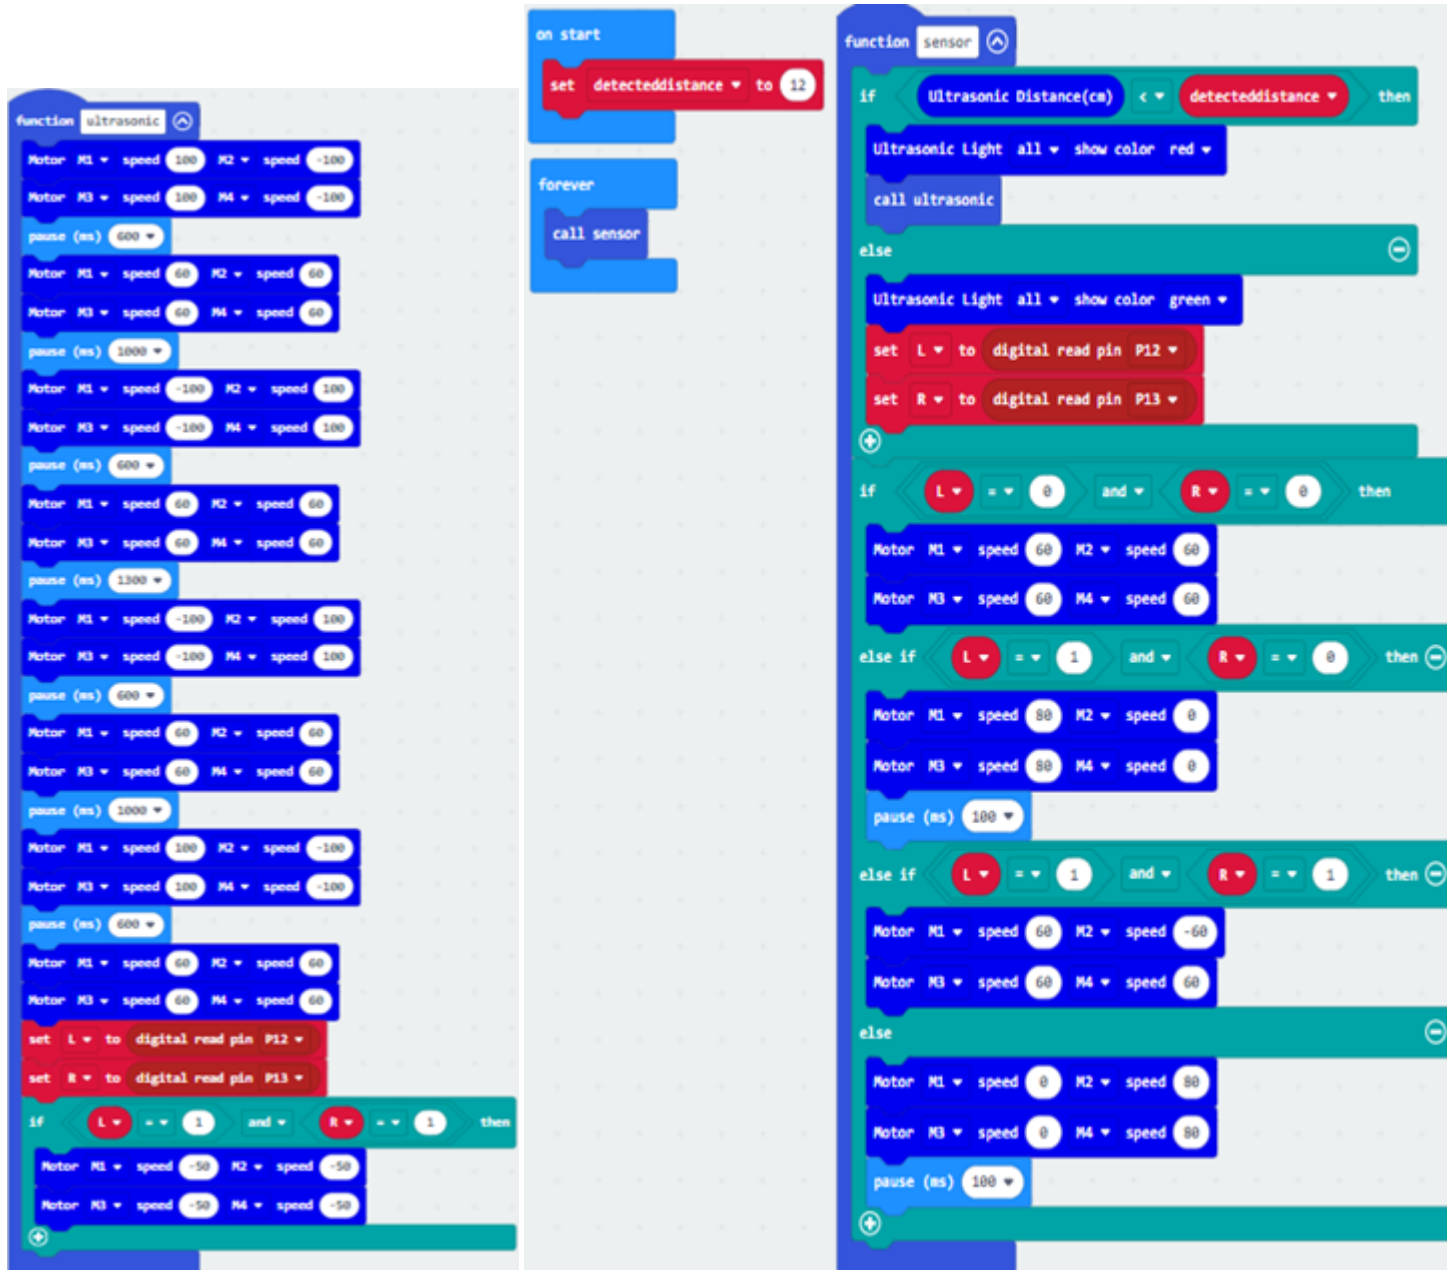 function ultrasonic
Motor M1 speed 100 M2 speed -100
Motor M3 speed 100 M4 speed -100
pause (ms) 600
Motor M1 speed 60 M2 speed 60
Motor M3 speed 60 M4 speed 60
pause (ms) 1000
Motor M1 speed -100 M2 speed 100
Motor M3 speed -100 M4 speed 100
pause (ms) 600
Motor M1 speed 60 M2 speed 60
Motor M3 speed 60 M4 speed 60
pause (ms) 1300
Motor M1 speed -100 M2 speed 100
Motor M3 speed -100 M4 speed 100
pause (ms) 600
Motor M1 speed 60 M2 speed 60
Motor M3 speed 60 M4 speed 60
pause (ms) 1000
Motor M1 speed 100 M2 speed -100
Motor M3 speed 100 M4 speed -100
pause (ms) 600
Motor M1 speed 60 M2 speed 60
Motor M3 speed 60 M4 speed 60
set L to digital read pin P12
set R to digital read pin P13
if L = 1 and R = 1 then
Motor M1 speed -50 M2 speed -50
Motor M3 speed -50 M4 speed -50
on start
set detecteddistance to 12
forever
call sensor
function sensor
if Ultrasonic Distance(cm) < detecteddistance then
Ultrasonic Light all show color red
call ultrasonic
else
Ultrasonic Light all show color green
set L to digital read pin P12
set R to digital read pin P13
if L = 0 and R = 0 then
Motor M1 speed 60 M2 speed 60
Motor M3 speed 60 M4 speed 60
else if L = 1 and R = 0 then
Motor M1 speed 80 M2 speed 0
Motor M3 speed 80 M4 speed 0
pause (ms) 100
else if L = 1 and R = 1 then
Motor M1 speed 60 M2 speed -60
Motor M3 speed 60 M4 speed 60
else
Motor M1 speed 0 M2 speed 80
Motor M3 speed 0 M4 speed 80
pause (ms) 100